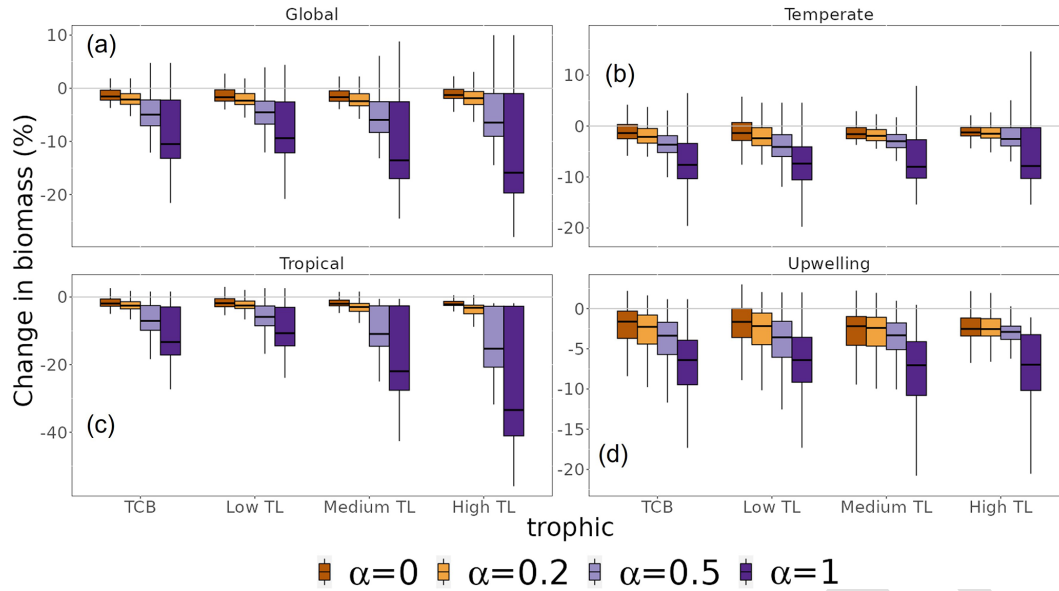 Global
Temperate
(a)
10
0
-10
-20
(b)
10
0
-10
-20
Change in biomass (%)
Tropical
Upwelling
(c)
0
-20
-40
(d)
0
-5
-10
-15
-20
TCB Low TL Medium TL High TL
TCB Low TL Medium TL High TL
trophic
α=0 α=0.2 α=0.5 α=1